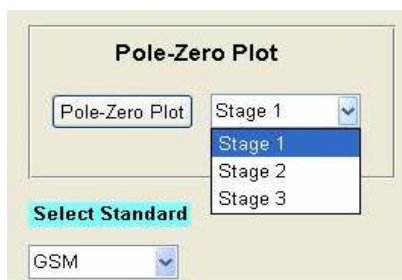 Pole-Zero Plot
Pole-Zero Plot Stage 1
Stage 1
Stage 2
Stage 3
Select Standard
GSM